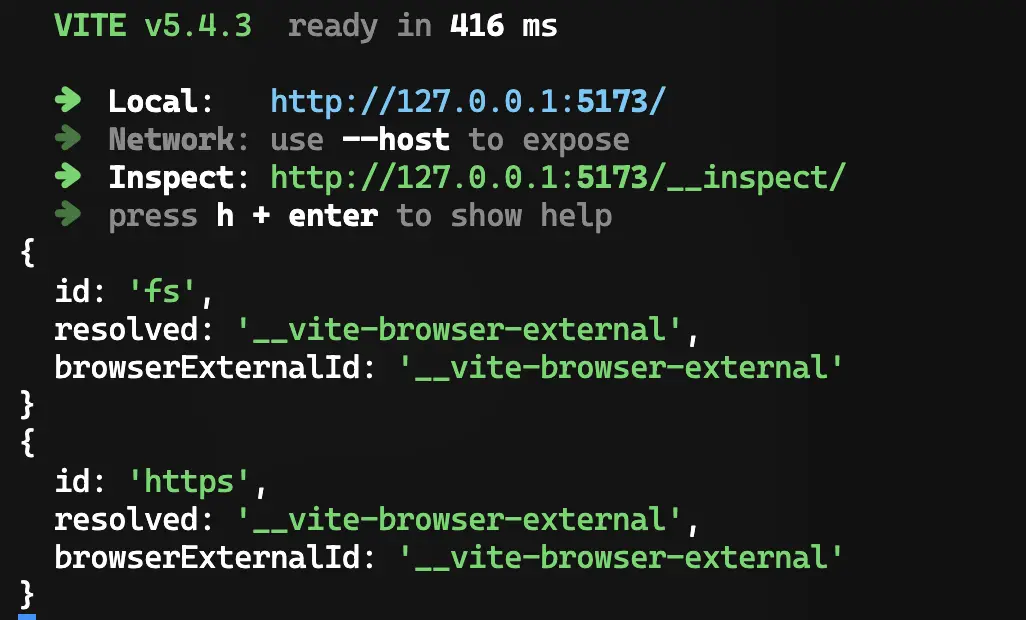 VITE v5.4.3  ready in 416 ms

➜  Local:   http://127.0.0.1:5173/
➜  Network: use --host to expose
➜  Inspect: http://127.0.0.1:5173/__inspect/
➜  press h + enter to show help
{
  id: 'fs',
  resolved: '__vite-browser-external',
  browserExternalId: '__vite-browser-external'
}
{
  id: 'https',
  resolved: '__vite-browser-external',
  browserExternalId: '__vite-browser-external'
}